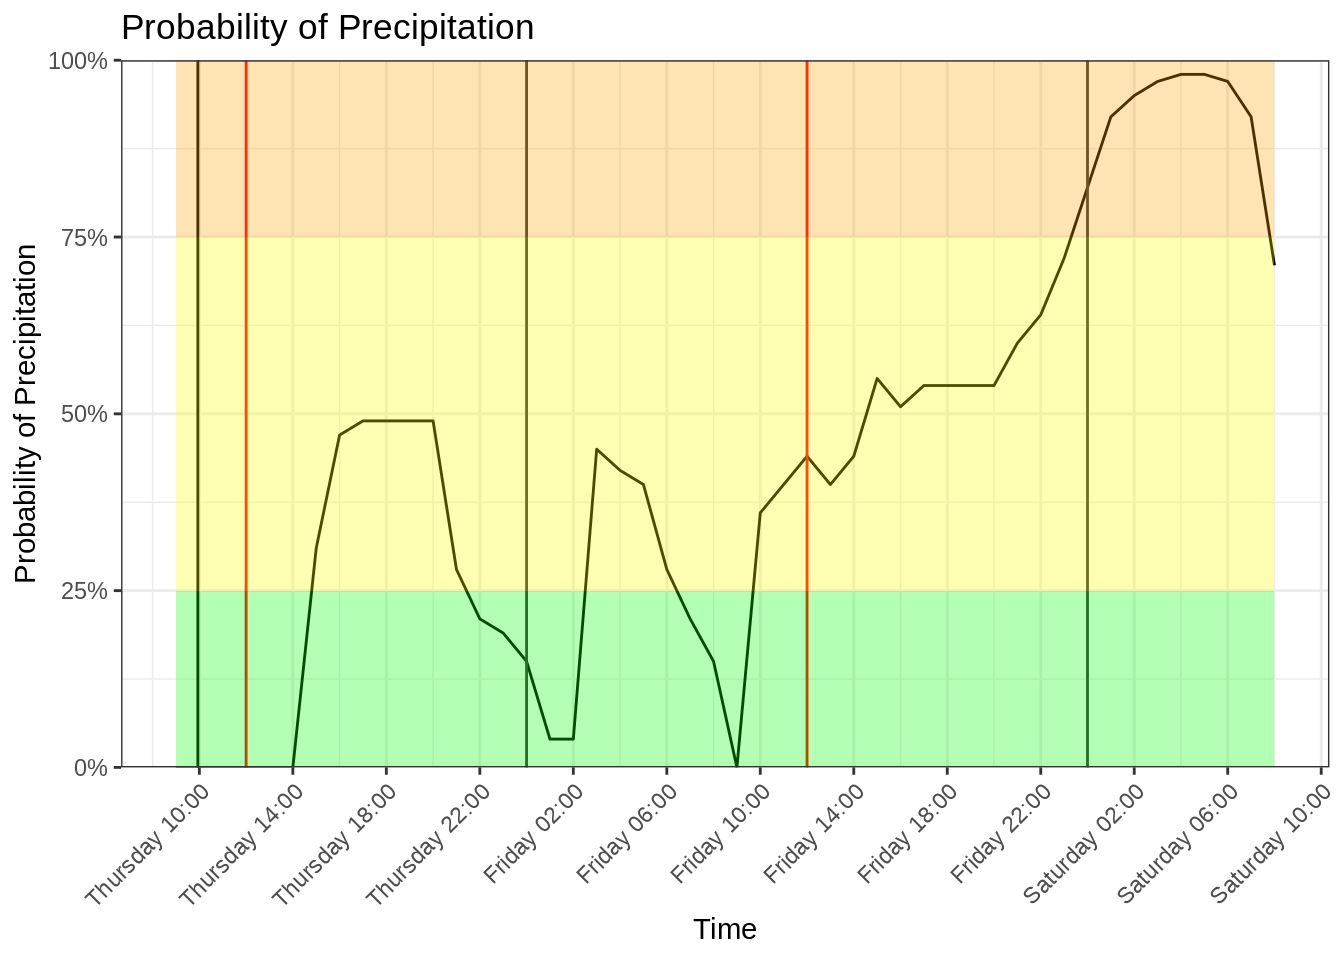 Probability of Precipitation
100%
75%
50%
25%
0%
Probability of Precipitation
Thursday 10:00
Thursday 14:00
Thursday 18:00
Thursday 22:00
Friday 02:00
Friday 06:00
Friday 10:00
Friday 14:00
Friday 18:00
Friday 22:00
Saturday 02:00
Saturday 06:00
Saturday 10:00
Time